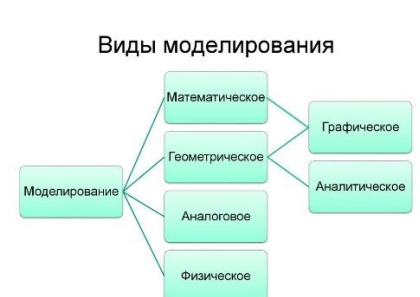 Виды моделирования
Математическое
Графическое
Геометрическое
Аналитическое
Моделирование
Аналоговое
Физическое